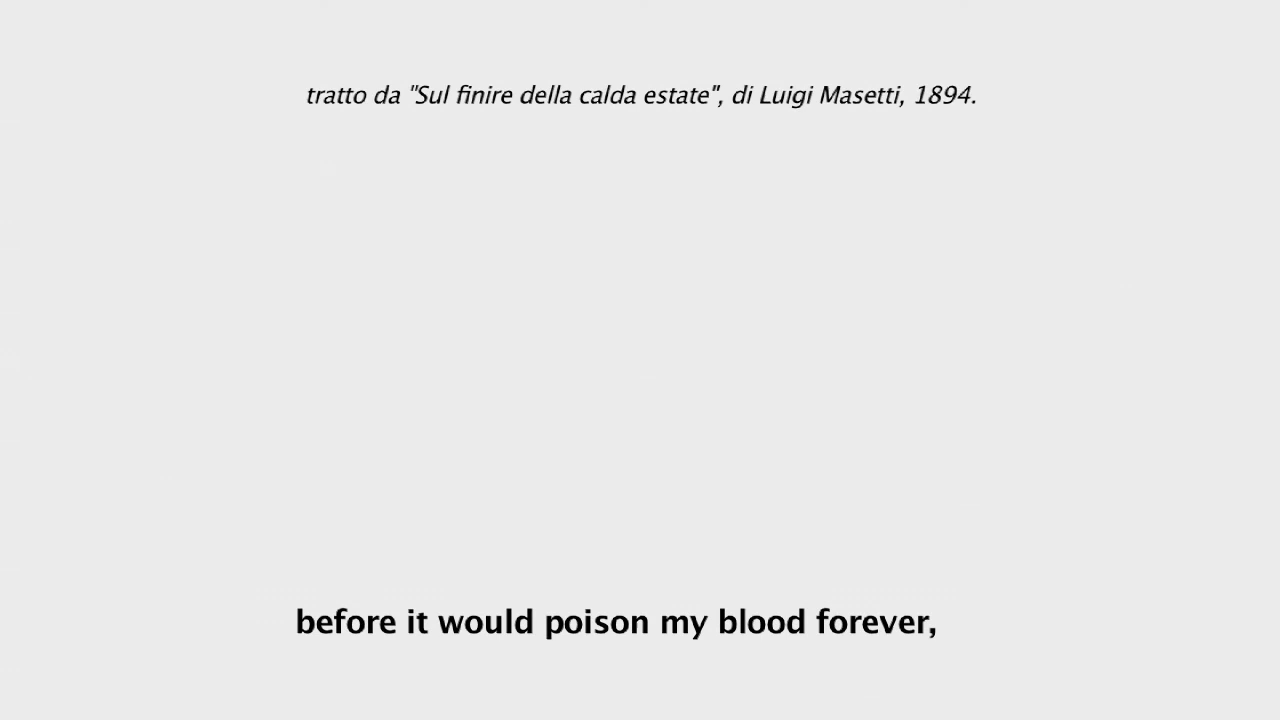 tratto da "Sul finire della calda estate", di Luigi Masetti, 1894.
before it would poison my blood forever,